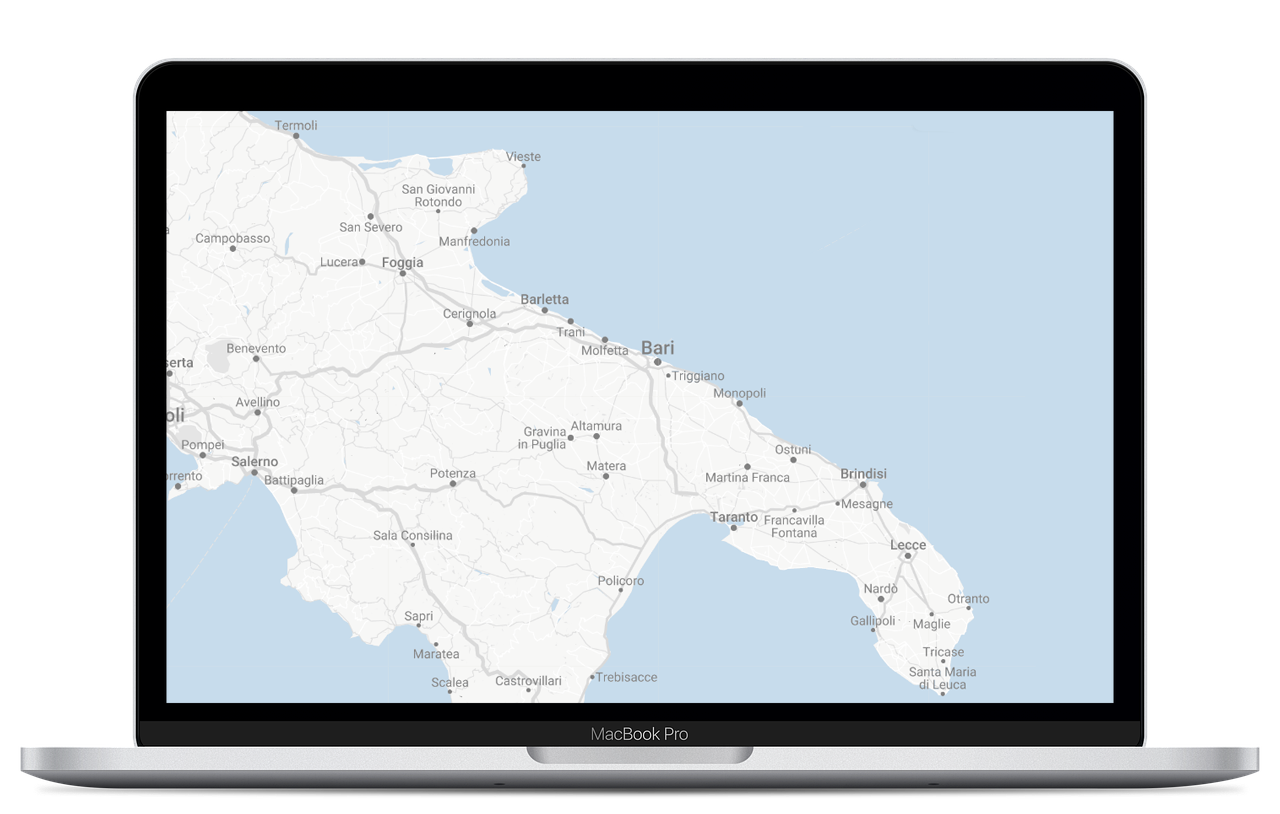 Termoli
Vieste
San Giovanni
Rotondo
San Severo
Manfredonia
Campobasso
Lucera
Foggia
Barletta
Cerignola
Trani
Molfetta
Bari
Benevento
serta
Triggiano
Monopoli
Avellino
oli
Gravina
in Puglia
Altamura
Pompei
Ostuni
Salerno
Matera
Martina Franca
Brindisi
rrento
Battipaglia
Potenza
Mesagne
Taranto
Francavilla
Fontana
Sala Consilina
Lecce
Policoro
Nardò
Otranto
Sapri
Gallipoli
Maglie
Maratea
Tricase
Santa Maria
di Leuca
Scalea
Castrovillari
Trebisacce
MacBook Pro